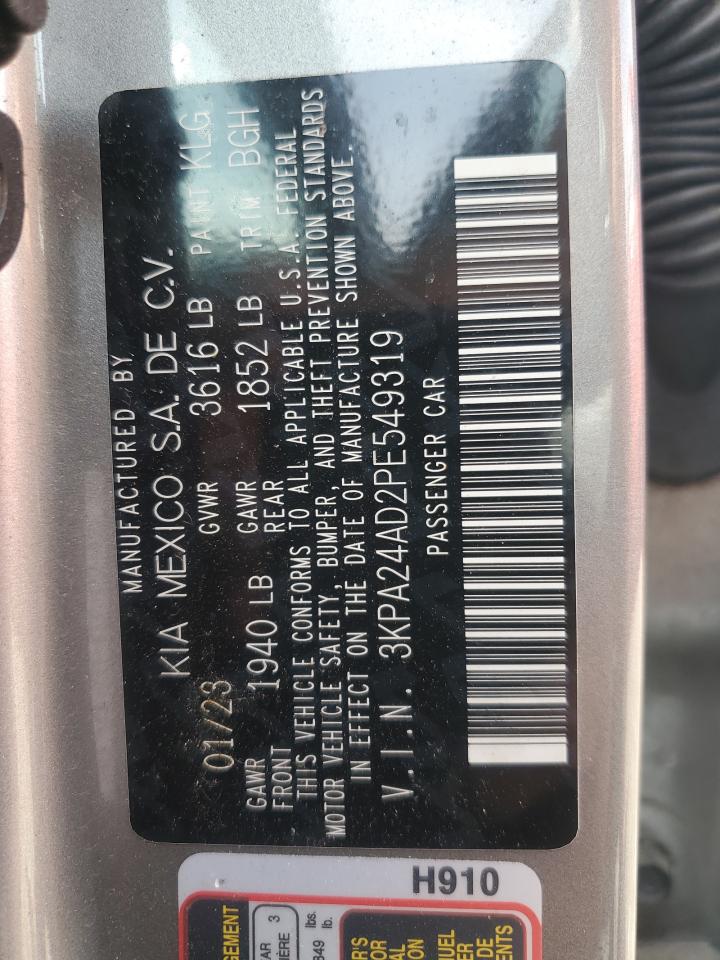 MANUFACTURED BY
KIA MEXICO S.A. DE C.V.
01/23 GVWR 3616 LB PAINT KLG
GAWR FRONT 1940 LB GAWR REAR 1852 LB TRIM BGH
THIS VEHICLE CONFORMS TO ALL APPLICABLE U.S.A. FEDERAL
MOTOR VEHICLE SAFETY, BUMPER, AND THEFT PREVENTION STANDARDS
IN EFFECT ON THE DATE OF MANUFACTURE SHOWN ABOVE.
V.I.N. 3KPA24AD2PE549319
PASSENGER CAR
H910